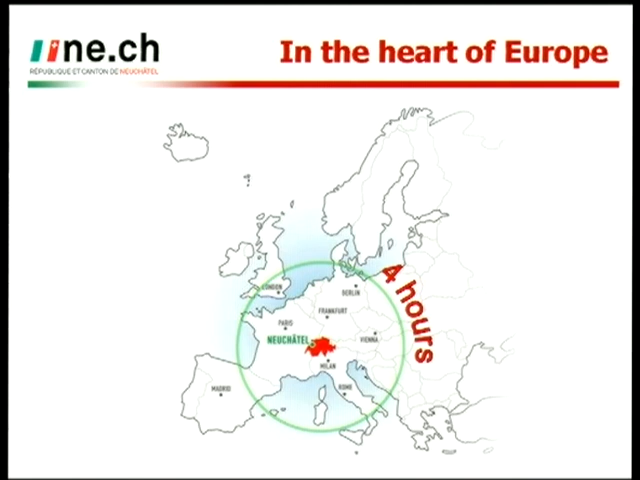 ne.ch
RÉPUBLIQUE ET CANTON DE NEUCHÂTEL
In the heart of Europe
4 hours
LONDON
BERLIN
FRANKFURT
PARIS
NEUCHÂTEL
VIENNA
MILAN
MADRID
ROME